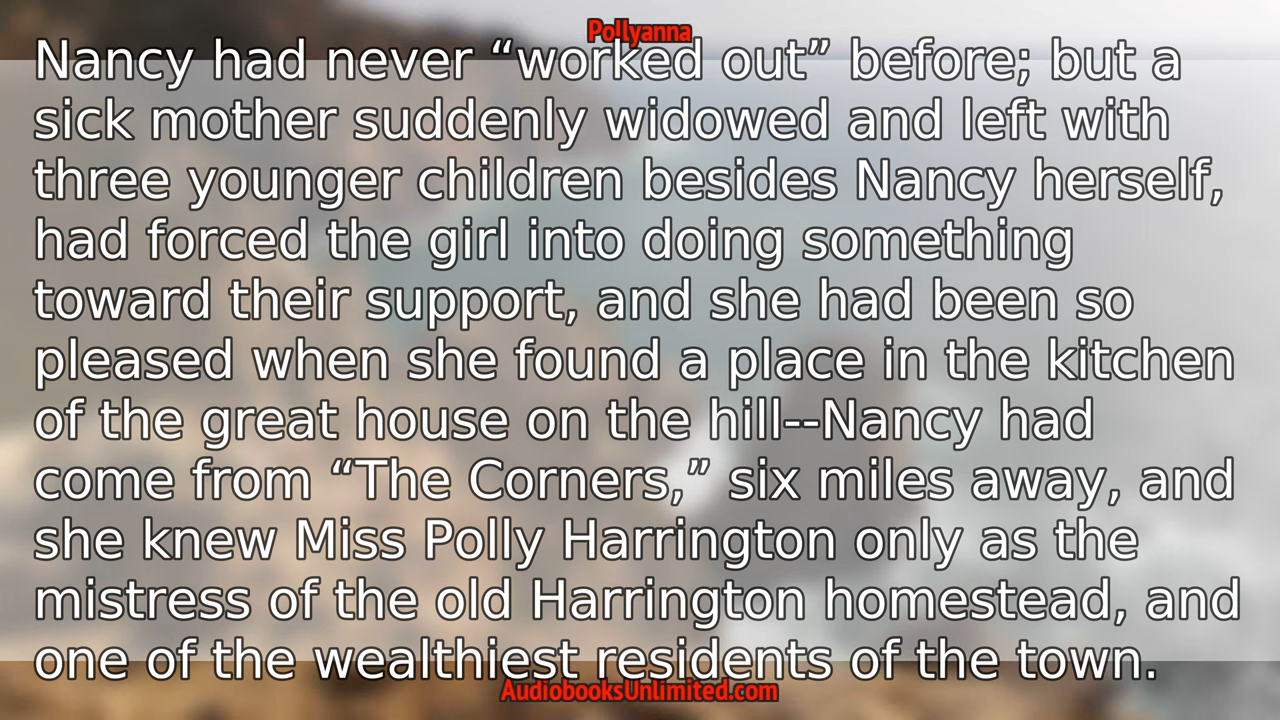 Pollyanna
Nancy had never “worked out” before; but a
sick mother suddenly widowed and left with
three younger children besides Nancy herself,
had forced the girl into doing something
toward their support, and she had been so
pleased when she found a place in the kitchen
of the great house on the hill--Nancy had
come from “The Corners,” six miles away, and
she knew Miss Polly Harrington only as the
mistress of the old Harrington homestead, and
one of the wealthiest residents of the town.
AudiobooksUnlimited.com